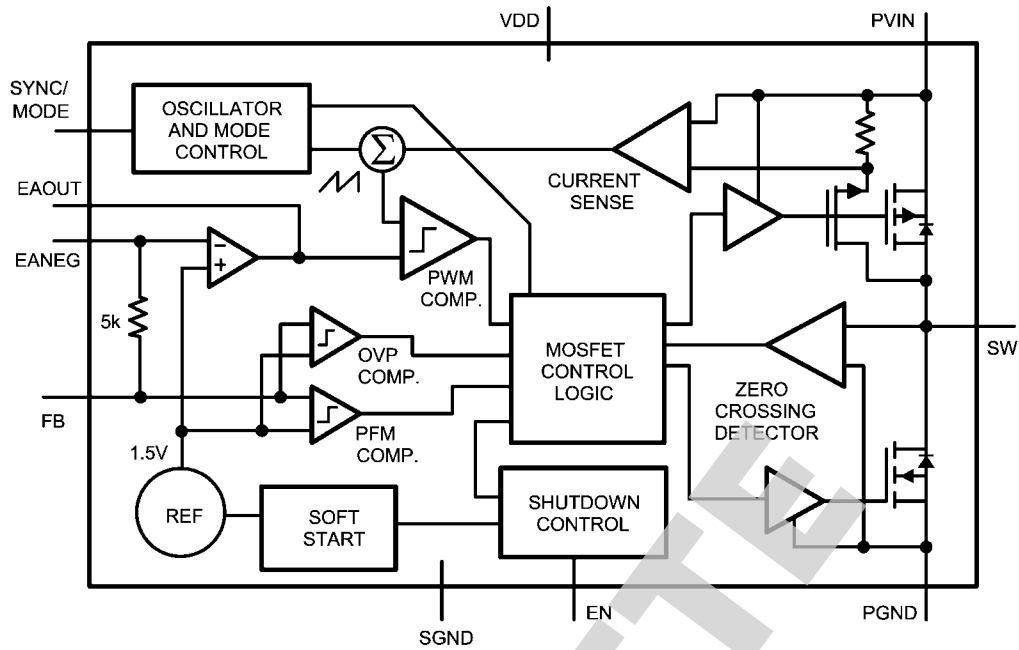 VDD
PVIN
SYNC/
MODE
OSCILLATOR
AND MODE
CONTROL
Σ
EAOUT
CURRENT
SENSE
EANEG
−
+
PWM
COMP.
5k
OVP
COMP.
MOSFET
CONTROL
LOGIC
SW
ZERO
CROSSING
DETECTOR
FB
PFM
COMP.
1.5V
REF
SOFT
START
SHUTDOWN
CONTROL
SGND
EN
PGND